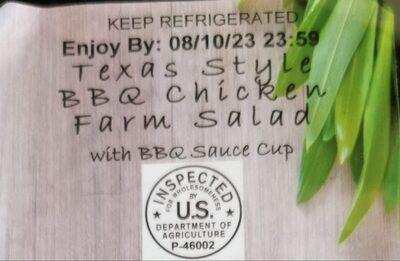 KEEP REFRIGERATED
Enjoy By: 08/10/23 23:59
Texas Style
BBQ Chicken
Farm Salad
with BBQ Sauce Cup
INSPECTED
FOR WHOLESOMENESS
BY
U.S.
DEPARTMENT OF
AGRICULTURE
P-46002